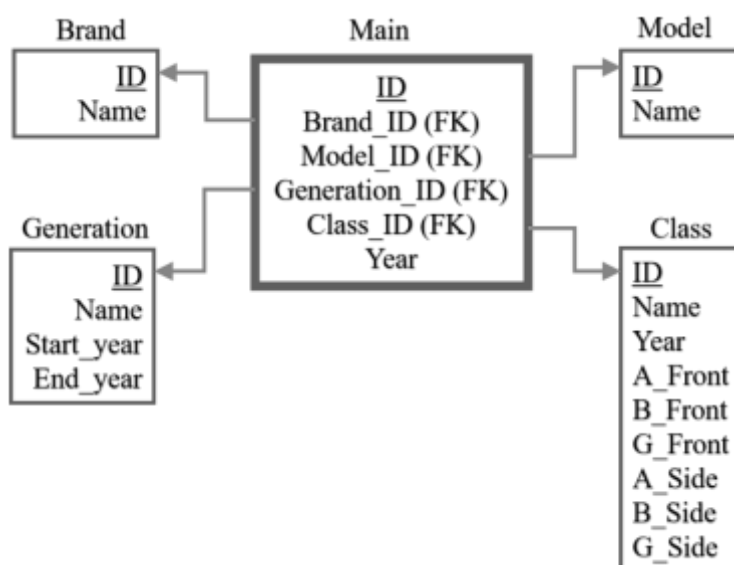 Brand
ID
Name
Main
ID
Brand_ID (FK)
Model_ID (FK)
Generation_ID (FK)
Class_ID (FK)
Year
Model
ID
Name
Generation
ID
Name
Start_year
End_year
Class
ID
Name
Year
A_Front
B_Front
G_Front
A_Side
B_Side
G_Side